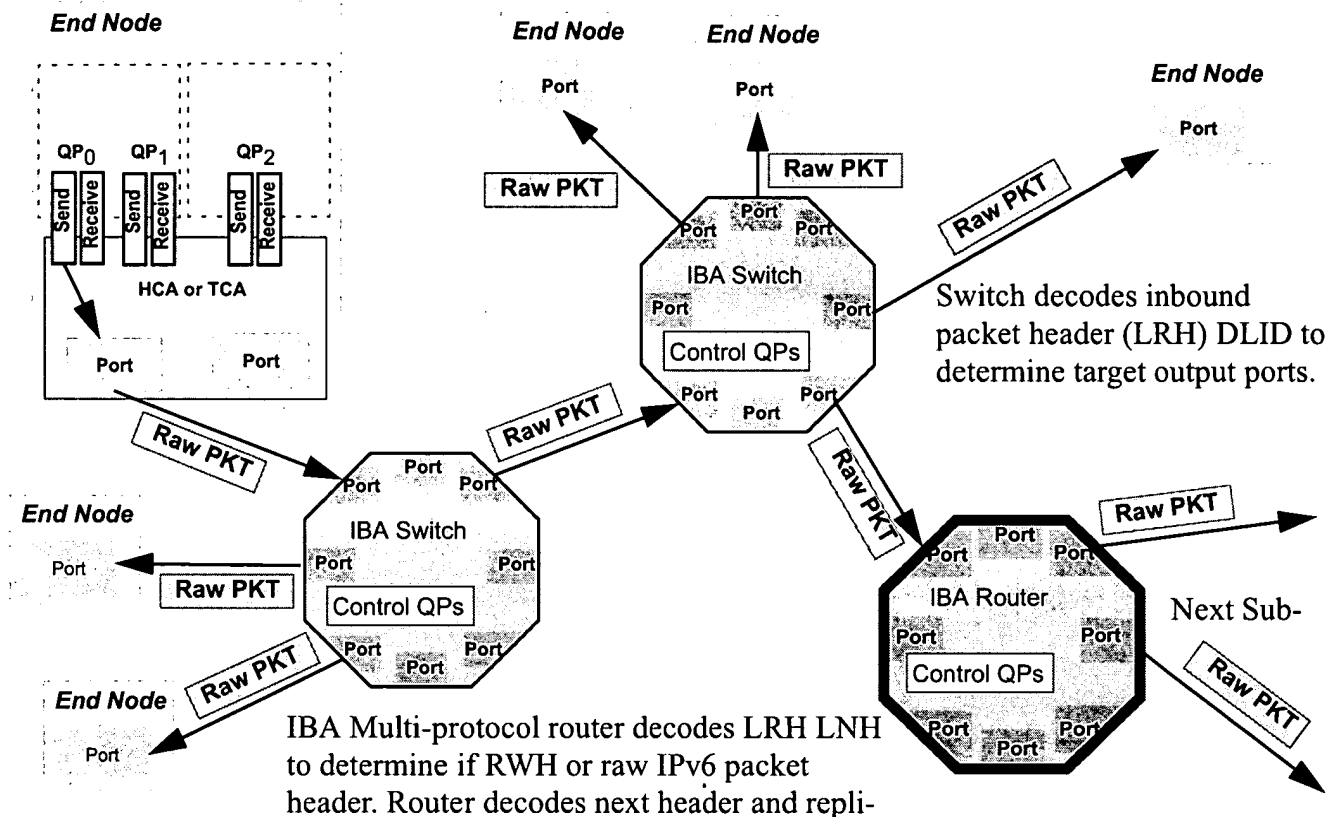 End Node
QP0
QP1
QP2
Send
Receive
Send
Receive
Send
Receive
HCA or TCA
Port
Port
Raw PKT
End Node
Port
Raw PKT
End Node
Port
Raw PKT
End Node
Port
Raw PKT
Port
Port
Port
IBA Switch
Port
Port
Control QPs
Port
Port
Port
Switch decodes inbound
packet header (LRH) DLID to
determine target output ports.
Raw PKT
Raw PKT
Port
Port
Port
IBA Switch
Port
Port
Control QPs
Port
Port
Port
End Node
Port
Raw PKT
End Node
Port
Raw PKT
Port
Port
Port
IBA Router
Port
Port
Control QPs
Port
Port
Port
Raw PKT
Next Sub-
Raw PKT
IBA Multi-protocol router decodes LRH LNH
to determine if RWH or raw IPv6 packet
header. Router decodes next header and repli-